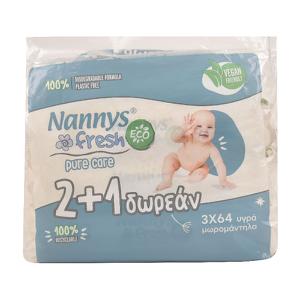 100% BIODEGRADABLE FORMULA
PLASTIC FREE
VEGAN
FRIENDLY
Nannys®
fresh
ECO
pure care
2+1 δωρεάν
3X64 υγρά
μωρομάντηλα
100%
RECYCLABLE